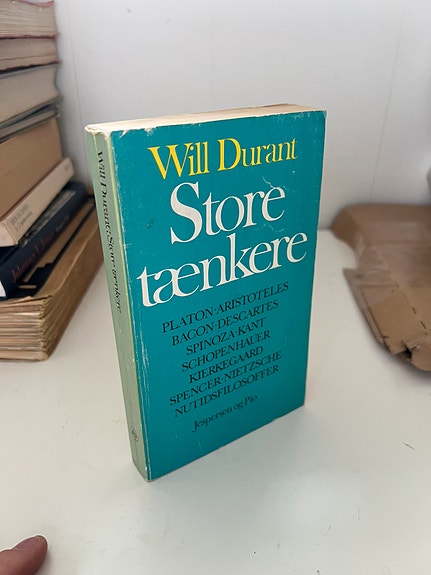 Will Durant
Store
tænkere
PLATON·ARISTOTELES
BACON·DESCARTES
SPINOZA·KANT
SCHOPENHAUER
KIERKEGAARD
SPENCER·NIETZSCHE
NUTIDSFILOSOFFER
Jespersen og Pio
Will Durant: Store tænkere